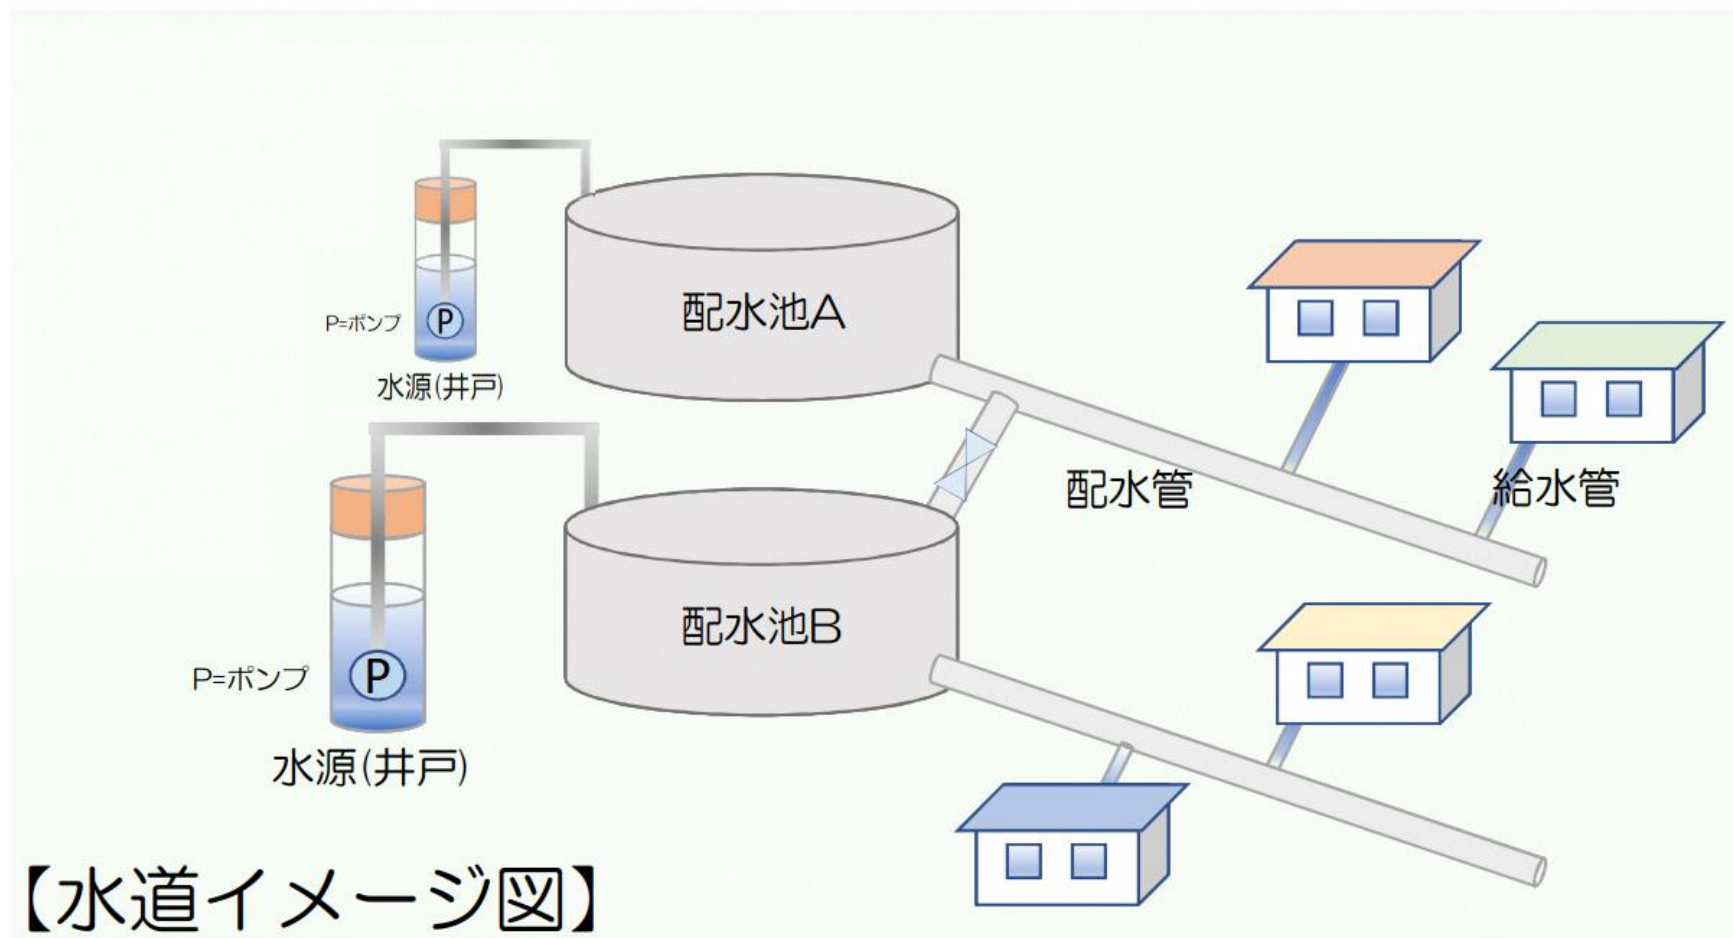 配水池A
P=ポンプ
P
水源(井戸)
配水管
給水管
配水池B
P=ポンプ
P
水源(井戸)
【水道イメージ図】